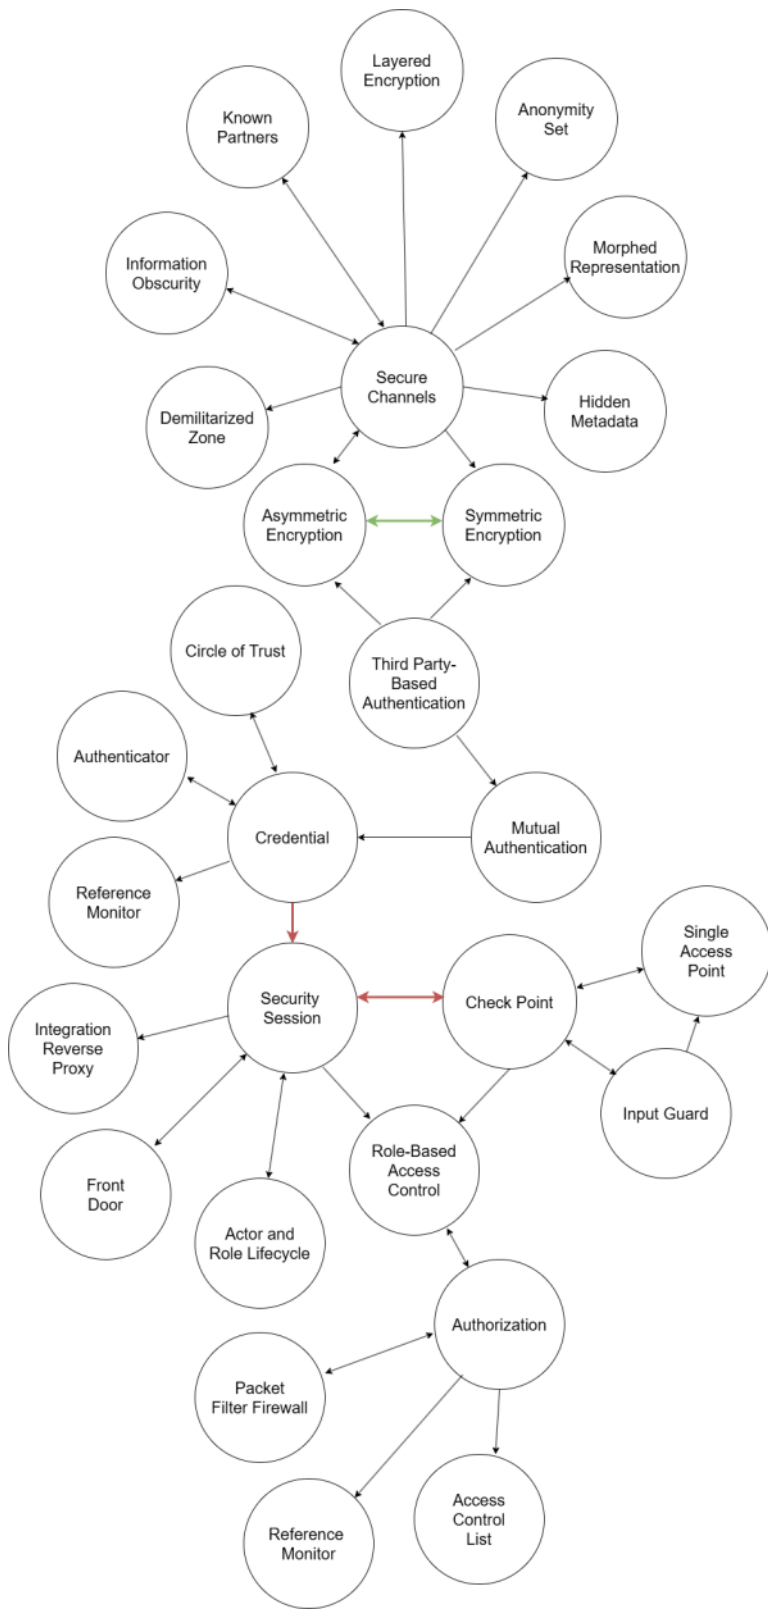 Layered
Encryption
Known
Partners
Anonymity
Set
Information
Obscurity
Morphed
Representation
Secure
Channels
Demilitarized
Zone
Hidden
Metadata
Asymmetric
Encryption
Symmetric
Encryption
Circle of Trust
Third Party-
Based
Authentication
Authenticator
Credential
Mutual
Authentication
Reference
Monitor
Single
Access
Point
Security
Session
Check Point
Integration
Reverse
Proxy
Input Guard
Role-Based
Access
Control
Front
Door
Actor and
Role Lifecycle
Authorization
Packet
Filter Firewall
Access
Control
List
Reference
Monitor